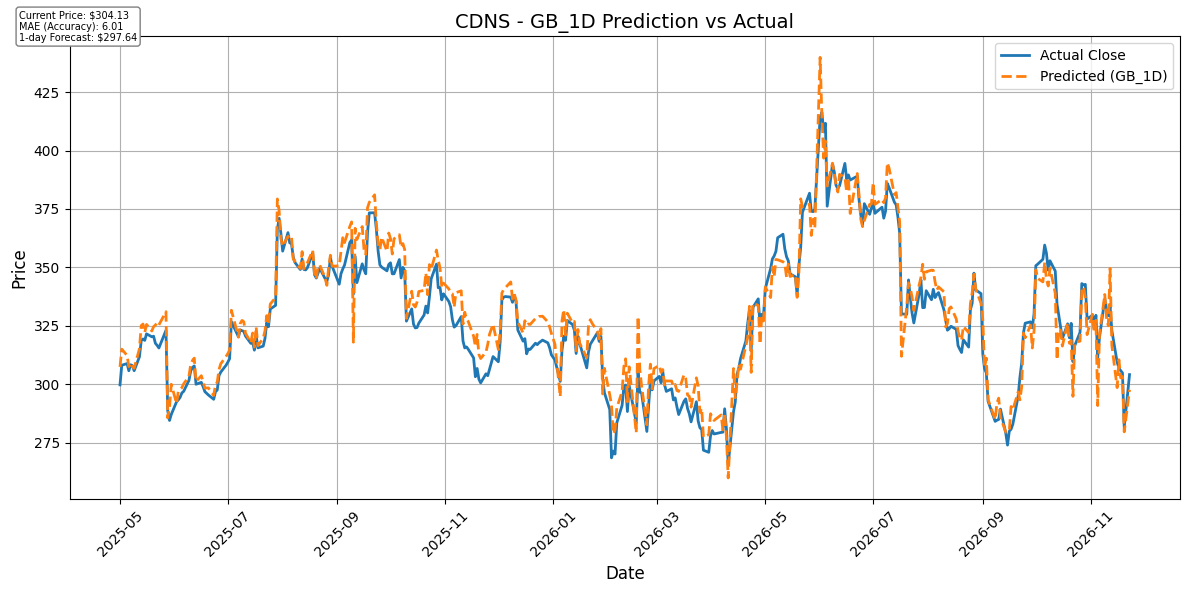 CDNS - GB_1D Prediction vs Actual
Current Price: $304.13
MAE (Accuracy): 6.01
1-day Forecast: $297.64
Actual Close
Predicted (GB_1D)
Price
425
400
375
350
325
300
275
2025-05
2025-07
2025-09
2025-11
2026-01
2026-03
2026-05
2026-07
2026-09
2026-11
Date